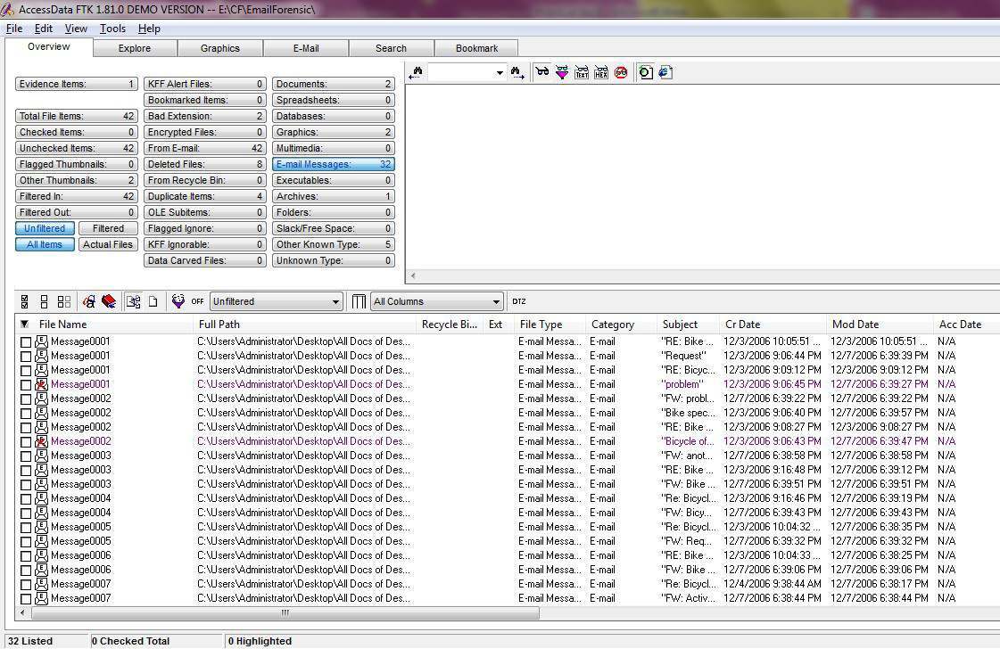 AccessData FTK 1.81.0 DEMO VERSION -- E:\CF\EmailForensic\
File Edit View Tools Help
Overview Explore Graphics E-Mail Search Bookmark
Evidence Items: 1 KFF Alert Files: 0 Documents: 2
Bookmarked Items: 0 Spreadsheets: 0
Total File Items: 42 Bad Extension: 2 Databases: 0
Checked Items: 0 Encrypted Files: 0 Graphics: 2
Unchecked Items: 42 From E-mail: 42 Multimedia: 0
Flagged Thumbnails: 0 Deleted Files: 8 E-mail Messages: 32
Other Thumbnails: 2 From Recycle Bin: 0 Executables: 0
Filtered In: 42 Duplicate Items: 4 Archives: 1
Filtered Out: 0 OLE Subitems: 0 Folders: 0
Unfiltered Filtered Flagged Ignore: 0 Slack/Free Space: 0
All Items Actual Files KFF Ignorable: 0 Other Known Type: 5
Data Carved Files: 0 Unknown Type: 0
TEXT HEX
OFF Unfiltered All Columns DTZ
File Name Full Path Recycle Bi... Ext File Type Category Subject Cr Date Mod Date Acc Date
Message0001 C:\Users\Administrator\Desktop\All Docs of Des... E-mail Messa... E-mail "RE: Bike ... 12/3/2006 10:05:51 ... 12/3/2006 10:05:51 ... N/A
Message0001 C:\Users\Administrator\Desktop\All Docs of Des... E-mail Messa... E-mail "Request" 12/3/2006 9:06:44 PM 12/7/2006 6:39:39 PM N/A
Message0001 C:\Users\Administrator\Desktop\All Docs of Des... E-mail Messa... E-mail "RE: Bicyc... 12/3/2006 9:09:12 PM 12/3/2006 9:09:12 PM N/A
Message0001 C:\Users\Administrator\Desktop\All Docs of Des... E-mail Messa... E-mail "problem" 12/3/2006 9:06:45 PM 12/7/2006 6:39:27 PM N/A
Message0002 C:\Users\Administrator\Desktop\All Docs of Des... E-mail Messa... E-mail "FW: probl... 12/7/2006 6:39:22 PM 12/7/2006 6:39:22 PM N/A
Message0002 C:\Users\Administrator\Desktop\All Docs of Des... E-mail Messa... E-mail "Bike spec... 12/3/2006 9:06:40 PM 12/7/2006 6:39:57 PM N/A
Message0002 C:\Users\Administrator\Desktop\All Docs of Des... E-mail Messa... E-mail "RE: Bike ... 12/3/2006 9:08:27 PM 12/3/2006 9:08:27 PM N/A
Message0002 C:\Users\Administrator\Desktop\All Docs of Des... E-mail Messa... E-mail "Bicycle of... 12/3/2006 9:06:43 PM 12/7/2006 6:39:47 PM N/A
Message0003 C:\Users\Administrator\Desktop\All Docs of Des... E-mail Messa... E-mail "FW: anot... 12/7/2006 6:38:58 PM 12/7/2006 6:38:58 PM N/A
Message0003 C:\Users\Administrator\Desktop\All Docs of Des... E-mail Messa... E-mail "RE: Bike ... 12/3/2006 9:16:48 PM 12/7/2006 6:39:12 PM N/A
Message0003 C:\Users\Administrator\Desktop\All Docs of Des... E-mail Messa... E-mail "FW: Bike ... 12/7/2006 6:39:51 PM 12/7/2006 6:39:51 PM N/A
Message0004 C:\Users\Administrator\Desktop\All Docs of Des... E-mail Messa... E-mail "Re: Bicycl... 12/3/2006 9:16:46 PM 12/7/2006 6:39:19 PM N/A
Message0004 C:\Users\Administrator\Desktop\All Docs of Des... E-mail Messa... E-mail "FW: Bicy... 12/7/2006 6:39:43 PM 12/7/2006 6:39:43 PM N/A
Message0005 C:\Users\Administrator\Desktop\All Docs of Des... E-mail Messa... E-mail "Re: Bicycl... 12/3/2006 10:04:32 ... 12/7/2006 6:38:35 PM N/A
Message0005 C:\Users\Administrator\Desktop\All Docs of Des... E-mail Messa... E-mail "FW: Req... 12/7/2006 6:39:32 PM 12/7/2006 6:39:32 PM N/A
Message0006 C:\Users\Administrator\Desktop\All Docs of Des... E-mail Messa... E-mail "RE: Bike ... 12/3/2006 10:04:33 ... 12/7/2006 6:38:25 PM N/A
Message0006 C:\Users\Administrator\Desktop\All Docs of Des... E-mail Messa... E-mail "FW: Bike ... 12/7/2006 6:39:06 PM 12/7/2006 6:39:06 PM N/A
Message0007 C:\Users\Administrator\Desktop\All Docs of Des... E-mail Messa... E-mail "Re: Bicycl... 12/4/2006 9:38:44 AM 12/7/2006 6:38:17 PM N/A
Message0007 C:\Users\Administrator\Desktop\All Docs of Des... E-mail Messa... E-mail "FW: Activ... 12/7/2006 6:38:44 PM 12/7/2006 6:38:44 PM N/A
32 Listed 0 Checked Total 0 Highlighted